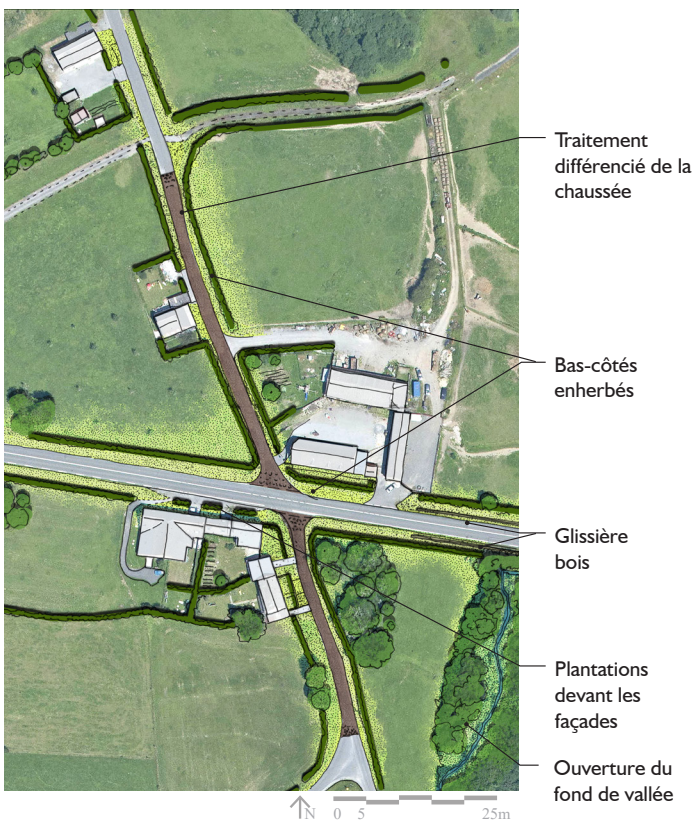 Traitement
différencié de la
chaussée
Bas-côtés
enherbés
Glissière
bois
Plantations
devant les
façades
Ouverture du
fond de vallée
N 0 5 25m